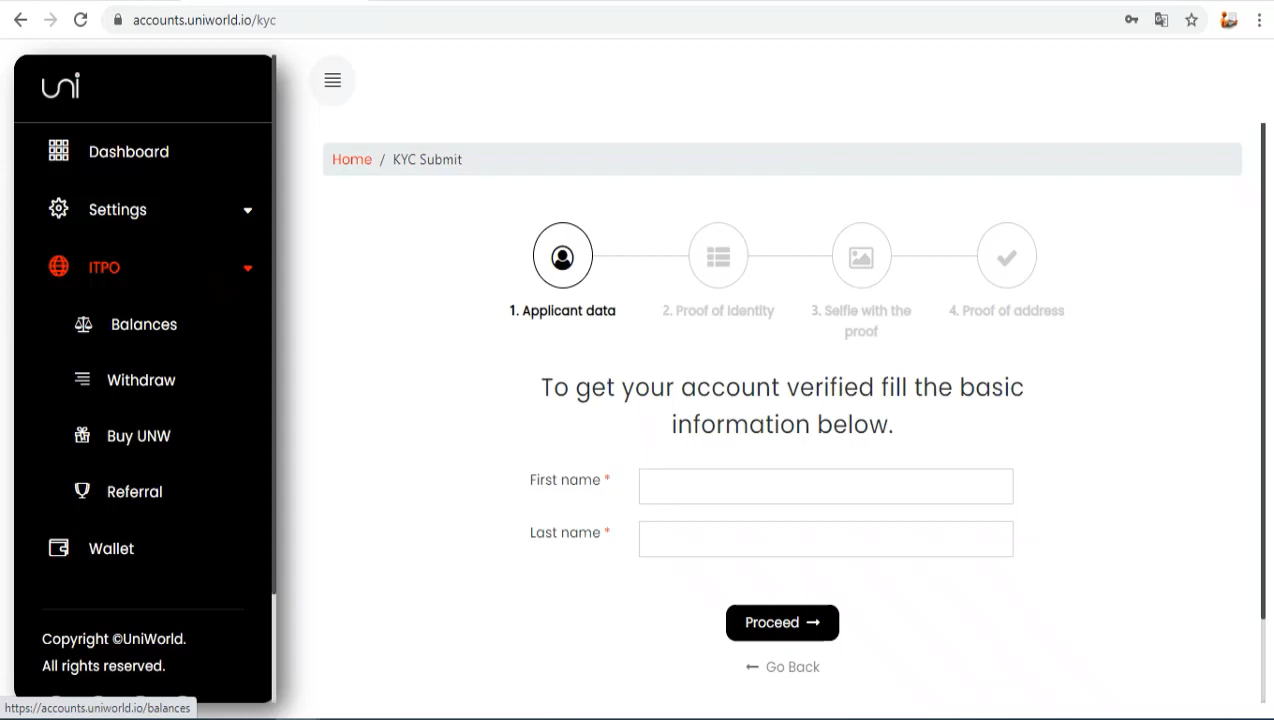 accounts.uniworld.io/kyc
uni
Dashboard
Settings
ITPO
Balances
Withdraw
Buy UNW
Referral
Wallet
Copyright ©UniWorld.
All rights reserved.
https://accounts.uniworld.io/balances
Home / KYC Submit
1. Applicant data
2. Proof of identity
3. Selfie with the
proof
4. Proof of address
To get your account verified fill the basic
information below.
First name *
Last name *
Proceed →
← Go Back